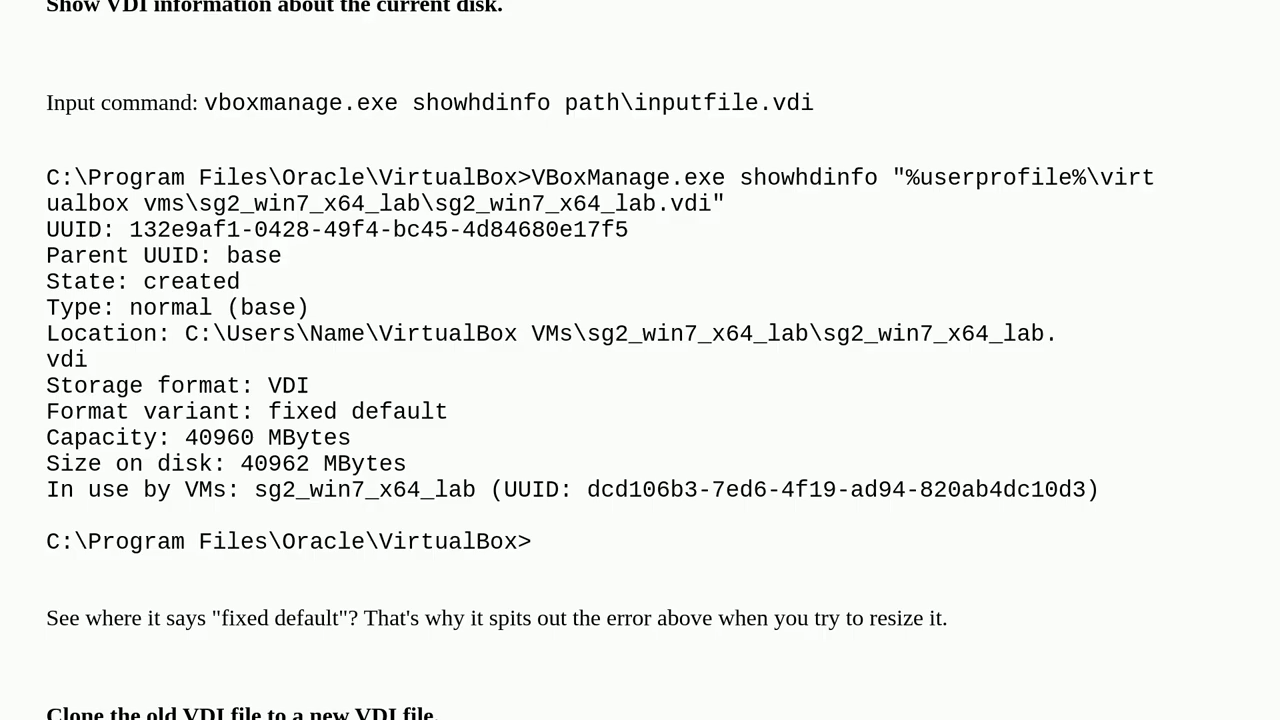 Show VDI information about the current disk.
Input command: vboxmanage.exe showhdinfo path\inputfile.vdi
C:\Program Files\Oracle\VirtualBox>VBoxManage.exe showhdinfo "%userprofile%\virt
ualbox vms\sg2_win7_x64_lab\sg2_win7_x64_lab.vdi"
UUID: 132e9af1-0428-49f4-bc45-4d84680e17f5
Parent UUID: base
State: created
Type: normal (base)
Location: C:\Users\Name\VirtualBox VMs\sg2_win7_x64_lab\sg2_win7_x64_lab.
vdi
Storage format: VDI
Format variant: fixed default
Capacity: 40960 MBytes
Size on disk: 40962 MBytes
In use by VMs: sg2_win7_x64_lab (UUID: dcd106b3-7ed6-4f19-ad94-820ab4dc10d3)
C:\Program Files\Oracle\VirtualBox>
See where it says "fixed default"? That's why it spits out the error above when you try to resize it.
Clone the old VDI file to a new VDI file.